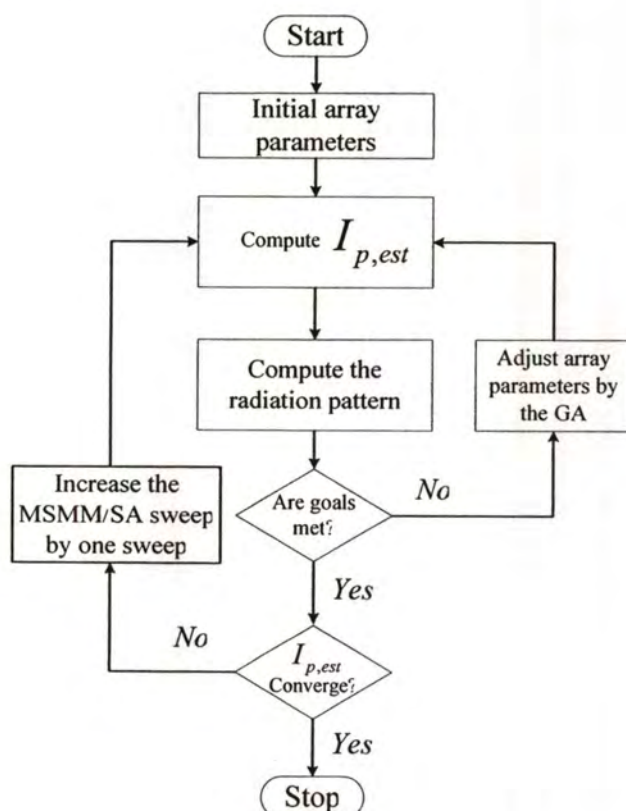 Start
Initial array
parameters
Compute I_{p,est}
Compute the
radiation pattern
Adjust array
parameters by
the GA
Increase the
MSMM/SA sweep
by one sweep
Are goals
met?
No
Yes
No
I_{p,est}
Converge?
Yes
Stop